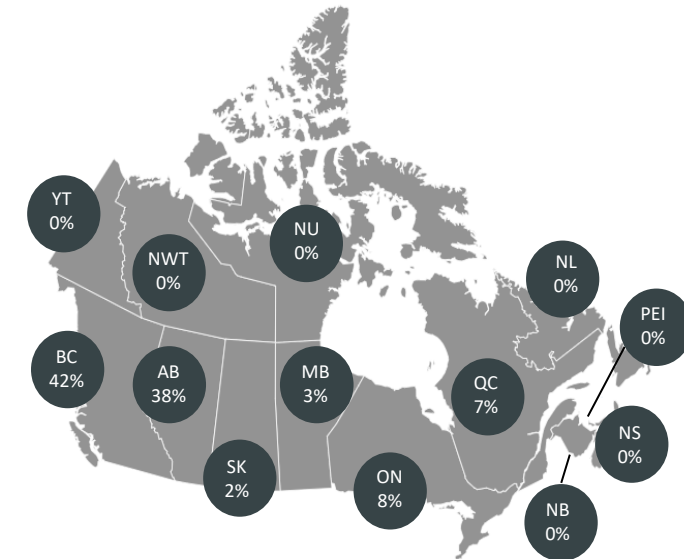 YT
0%
NWT
0%
NU
0%
NL
0%
PEI
0%
BC
42%
AB
38%
MB
3%
QC
7%
NS
0%
SK
2%
ON
8%
NB
0%